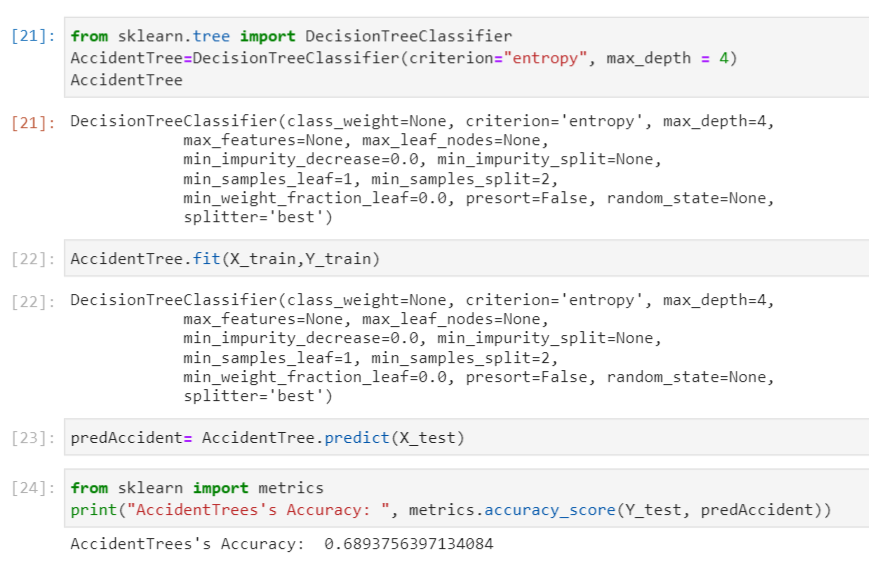 [21]: from sklearn.tree import DecisionTreeClassifier
AccidentTree=DecisionTreeClassifier(criterion="entropy", max_depth = 4)
AccidentTree
[21]: DecisionTreeClassifier(class_weight=None, criterion='entropy', max_depth=4,
max_features=None, max_leaf_nodes=None,
min_impurity_decrease=0.0, min_impurity_split=None,
min_samples_leaf=1, min_samples_split=2,
min_weight_fraction_leaf=0.0, presort=False, random_state=None,
splitter='best')
[22]: AccidentTree.fit(X_train,Y_train)
[22]: DecisionTreeClassifier(class_weight=None, criterion='entropy', max_depth=4,
max_features=None, max_leaf_nodes=None,
min_impurity_decrease=0.0, min_impurity_split=None,
min_samples_leaf=1, min_samples_split=2,
min_weight_fraction_leaf=0.0, presort=False, random_state=None,
splitter='best')
[23]: predAccident= AccidentTree.predict(X_test)
[24]: from sklearn import metrics
print("AccidentTrees's Accuracy: ", metrics.accuracy_score(Y_test, predAccident))
AccidentTrees's Accuracy:  0.6893756397134084